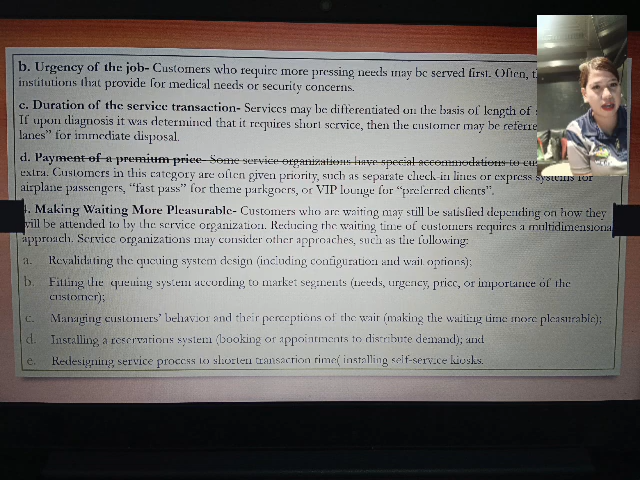 b. Urgency of the job- Customers who require more pressing needs may be served first. Often,
institutions that provide for medical needs or security concerns.
c. Duration of the service transaction- Services may be differentiated on the basis of length of
If upon diagnosis it was determined that it requires short service, then the customer may be
lanes” for immediate disposal.
d. Payment of a premium price- Some service organizations have special accommodations to
extra. Customers in this category are often given priority, such as separate check-in lines or express systems for
airplane passengers, “fast pass” for theme parkgoers, or VIP lounge for “preferred clients”.
. Making Waiting More Pleasurable- Customers who are waiting may still be satisfied depending on how they
will be attended to by the service organization. Reducing the waiting time of customers requires a
approach. Service organizations may consider other approaches, such as the following:
a. Revalidating the queuing system design (including configuration and wait options);
b. Fitting the queuing system according to market segments (needs, urgency, price, or importance of the
customer);
c. Managing customers’ behavior and their perceptions of the wait (making the waiting time more pleasurable);
d. Installing a reservations system (booking or appointments to distribute demand); and
e. Redesigning service process to shorten transaction time( installing self-service kiosks.